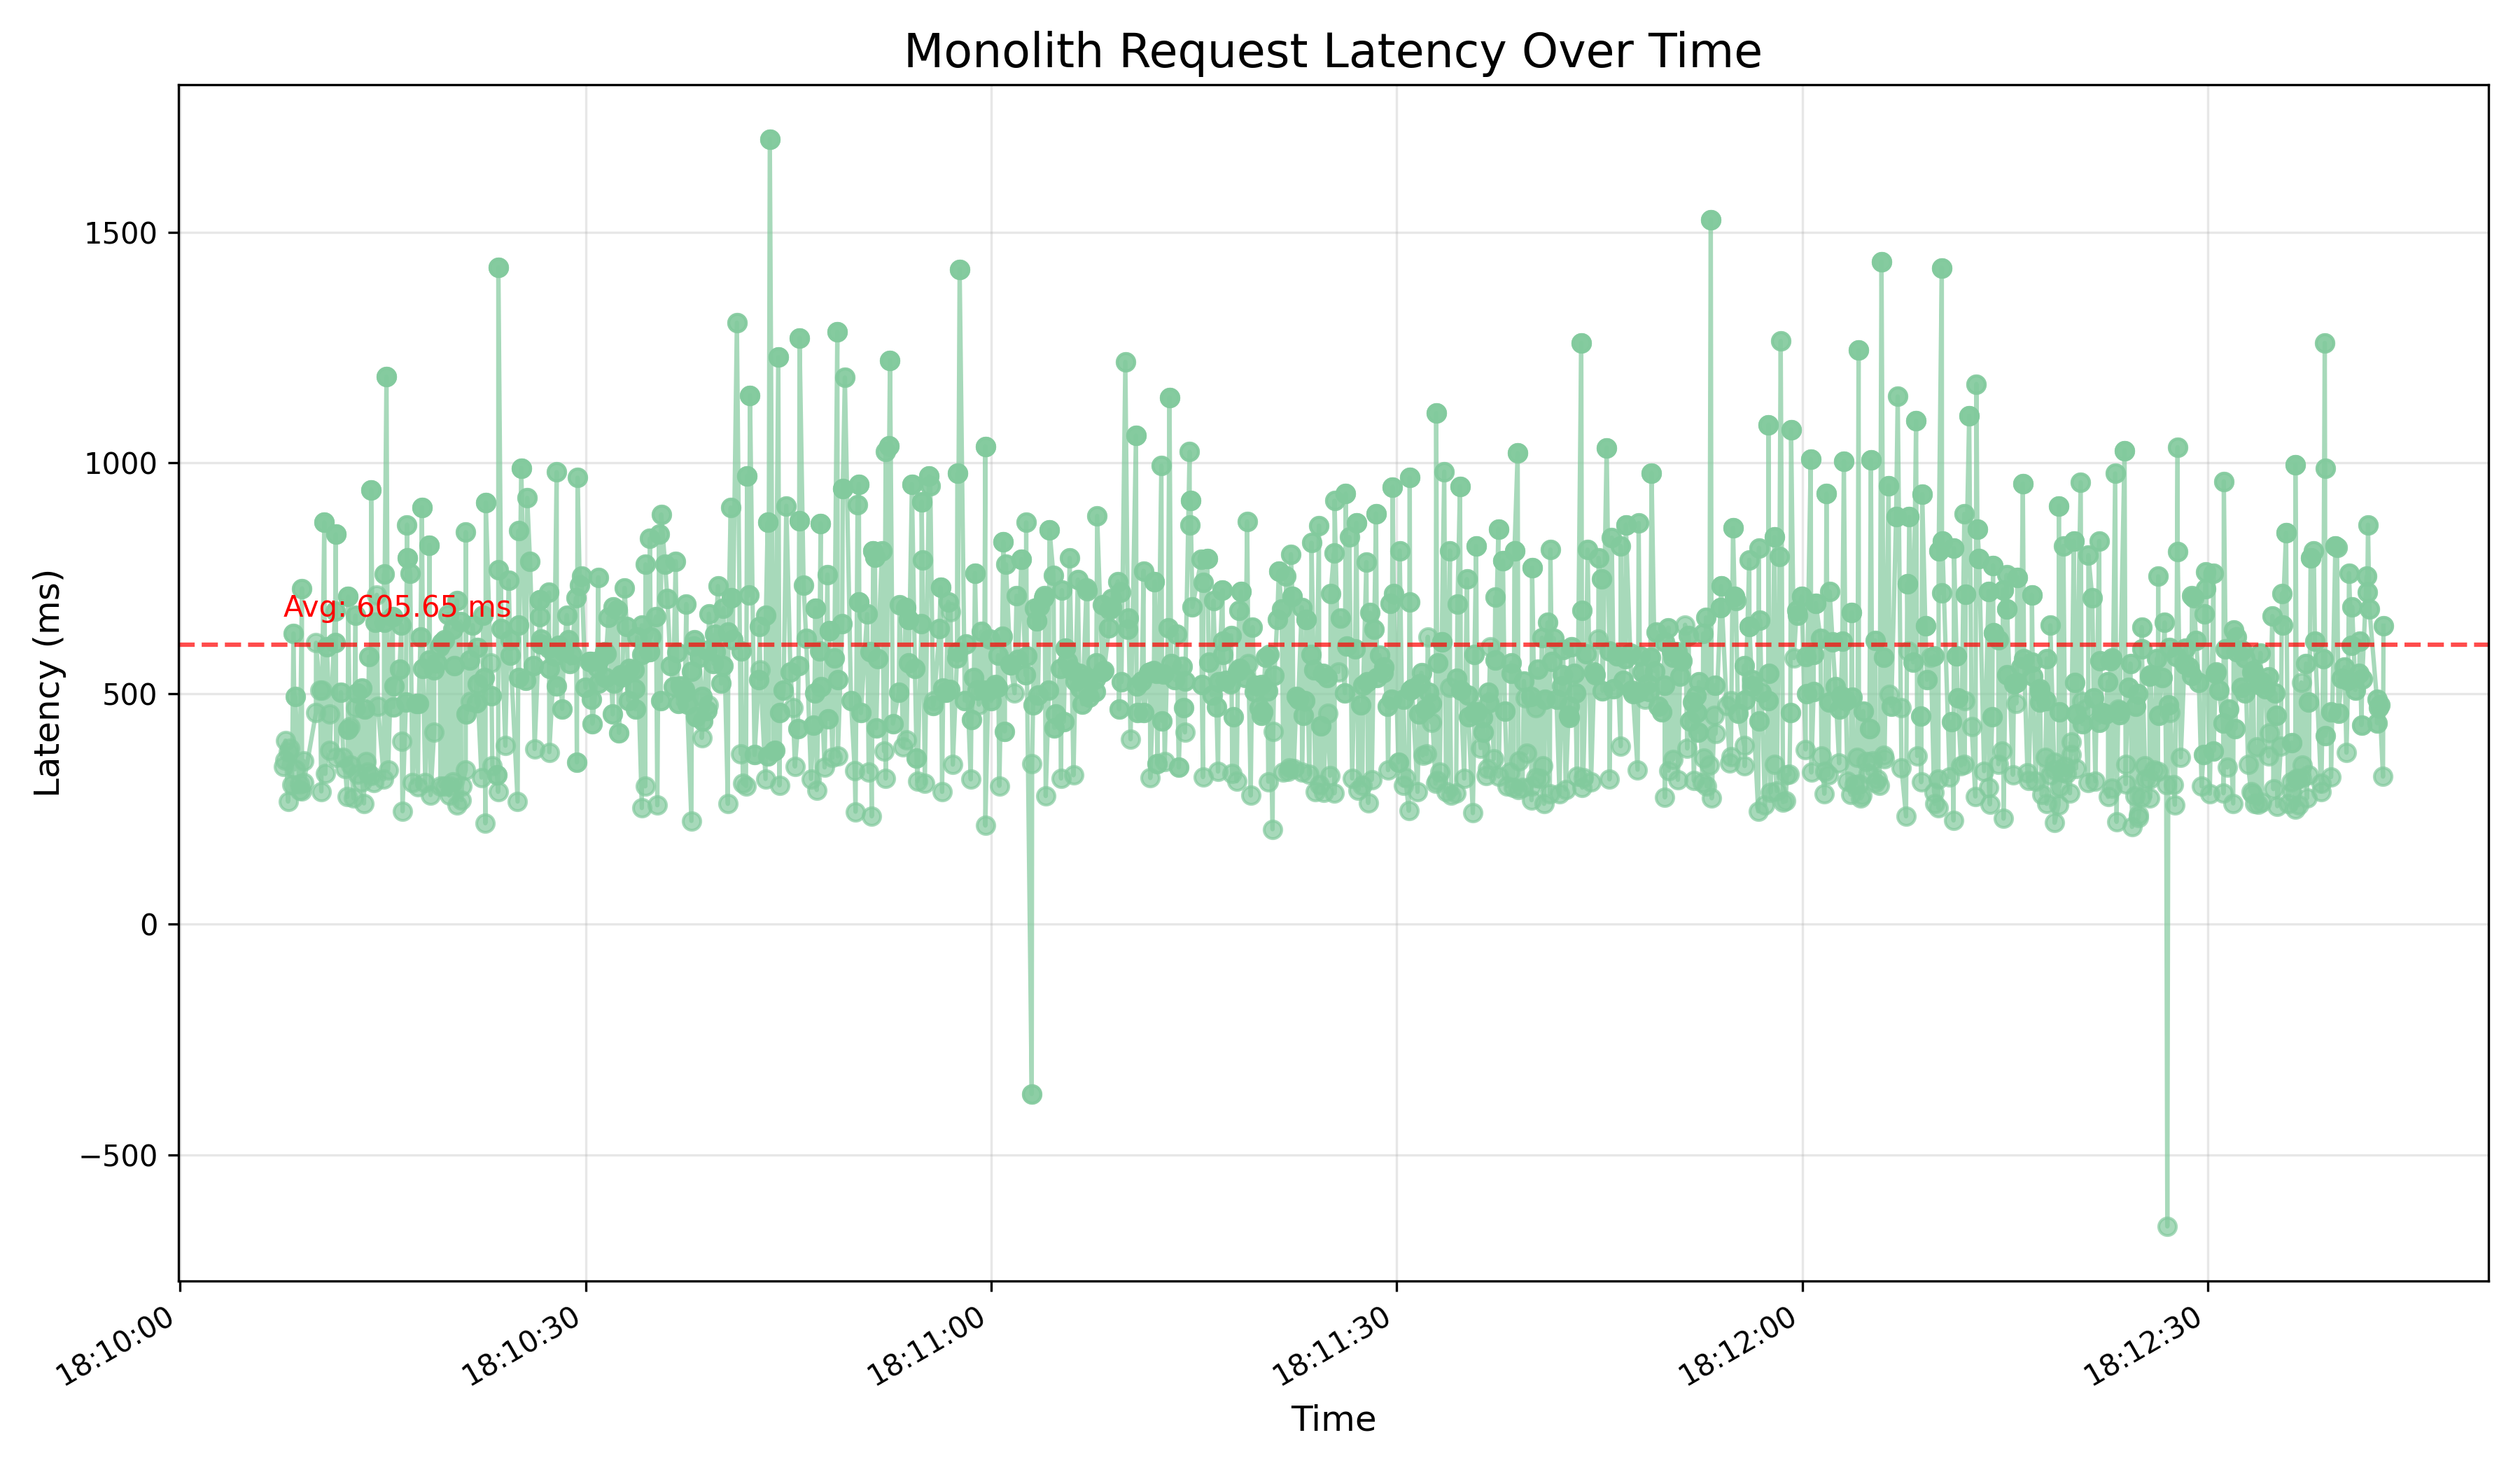 Monolith Request Latency Over Time
Latency (ms)
1500
1000
500
0
−500
Avg: 605.65 ms
18:10:00
18:10:30
18:11:00
18:11:30
18:12:00
18:12:30
Time